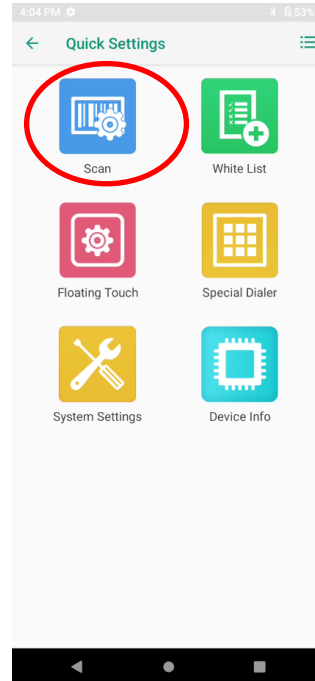 4:04 PM 53%
Quick Settings
Scan White List
Floating Touch Special Dialer
System Settings Device Info